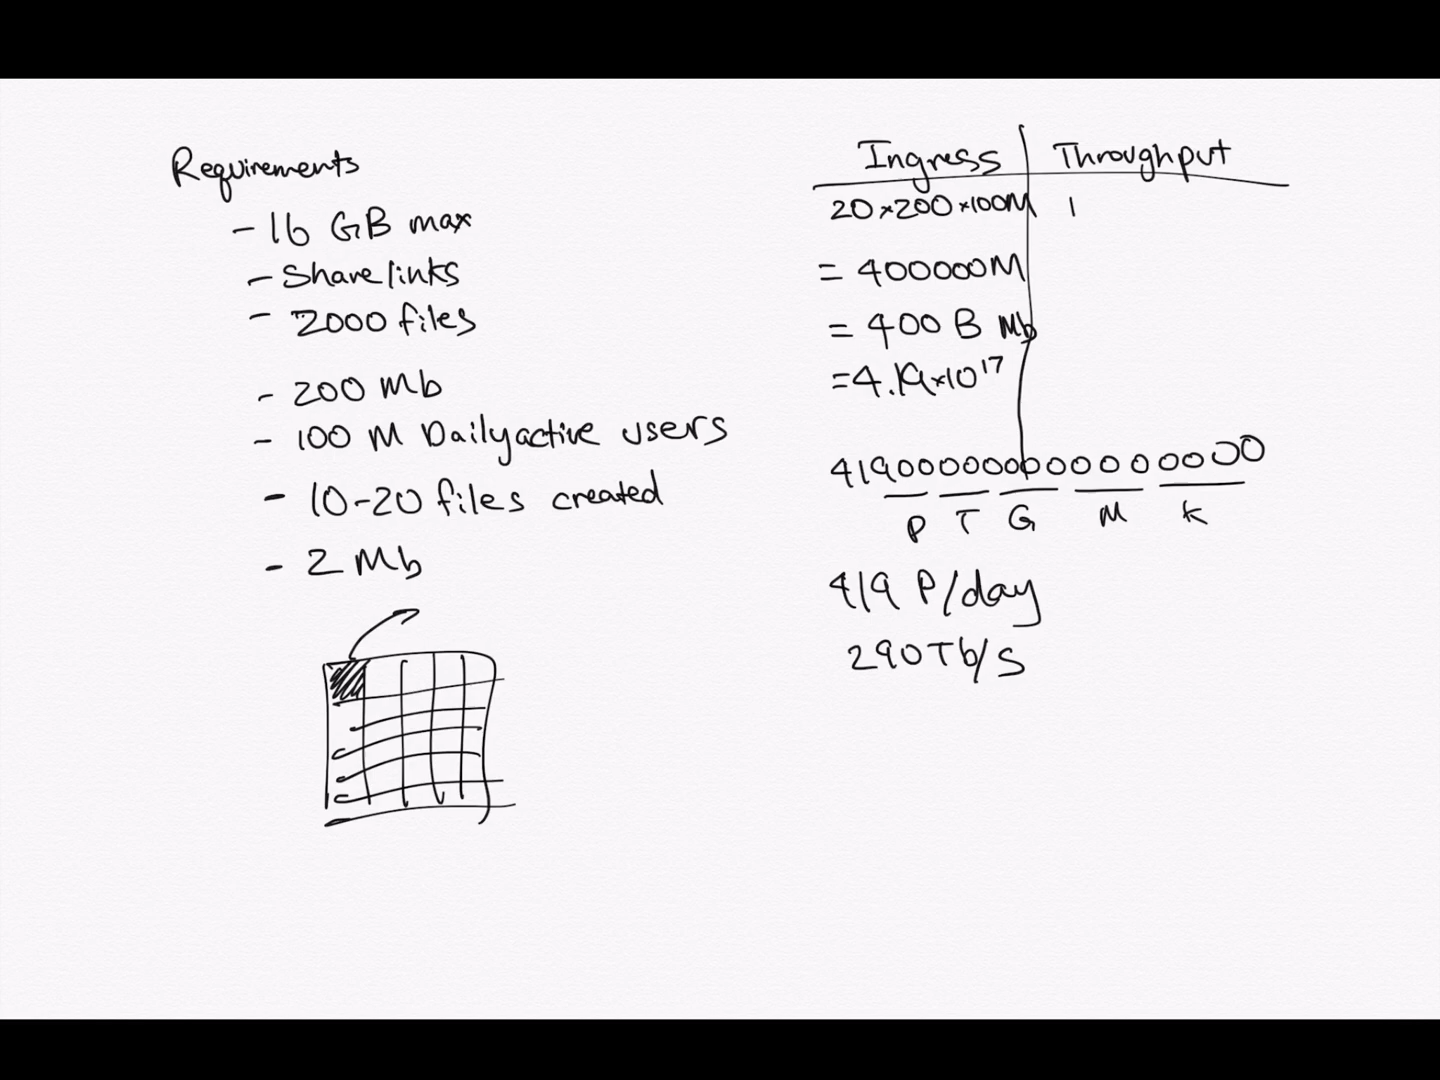 Requirements
- 16 GB max
- Share links
- 2000 files
- 200 Mb
- 100 M Daily active users
- 10-20 files created
- 2 Mb
Ingress Throughput
20×200×100M 1
= 400000M
= 400 B Mb
=4.19×10^17
419000000000000000
P T G M K
419 P/day
290Tb/s